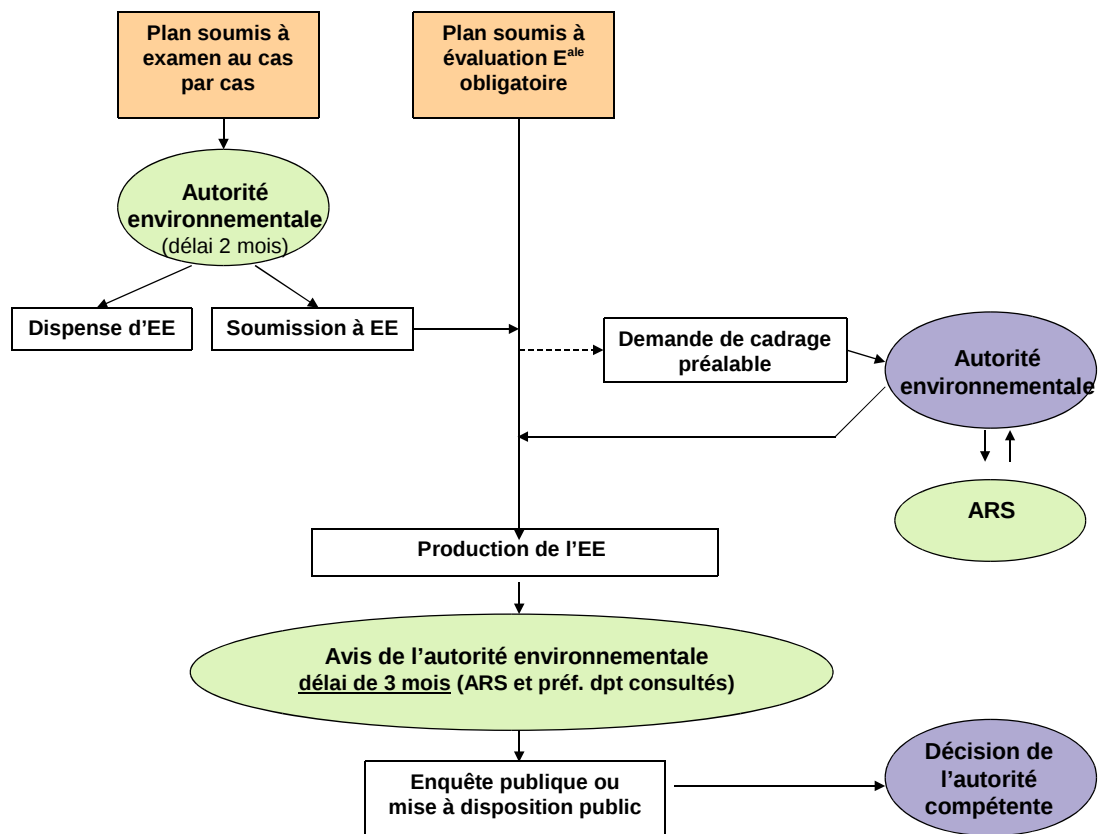 Plan soumis à
examen au cas
par cas
Plan soumis à
évaluation Eale
obligatoire
Autorité
environnementale
(délai 2 mois)
Dispense d’EE
Soumission à EE
Demande de cadrage
préalable
Autorité
environnementale
ARS
Production de l’EE
Avis de l’autorité environnementale
délai de 3 mois (ARS et préf. dpt consultés)
Enquête publique ou
mise à disposition public
Décision de
l’autorité
compétente